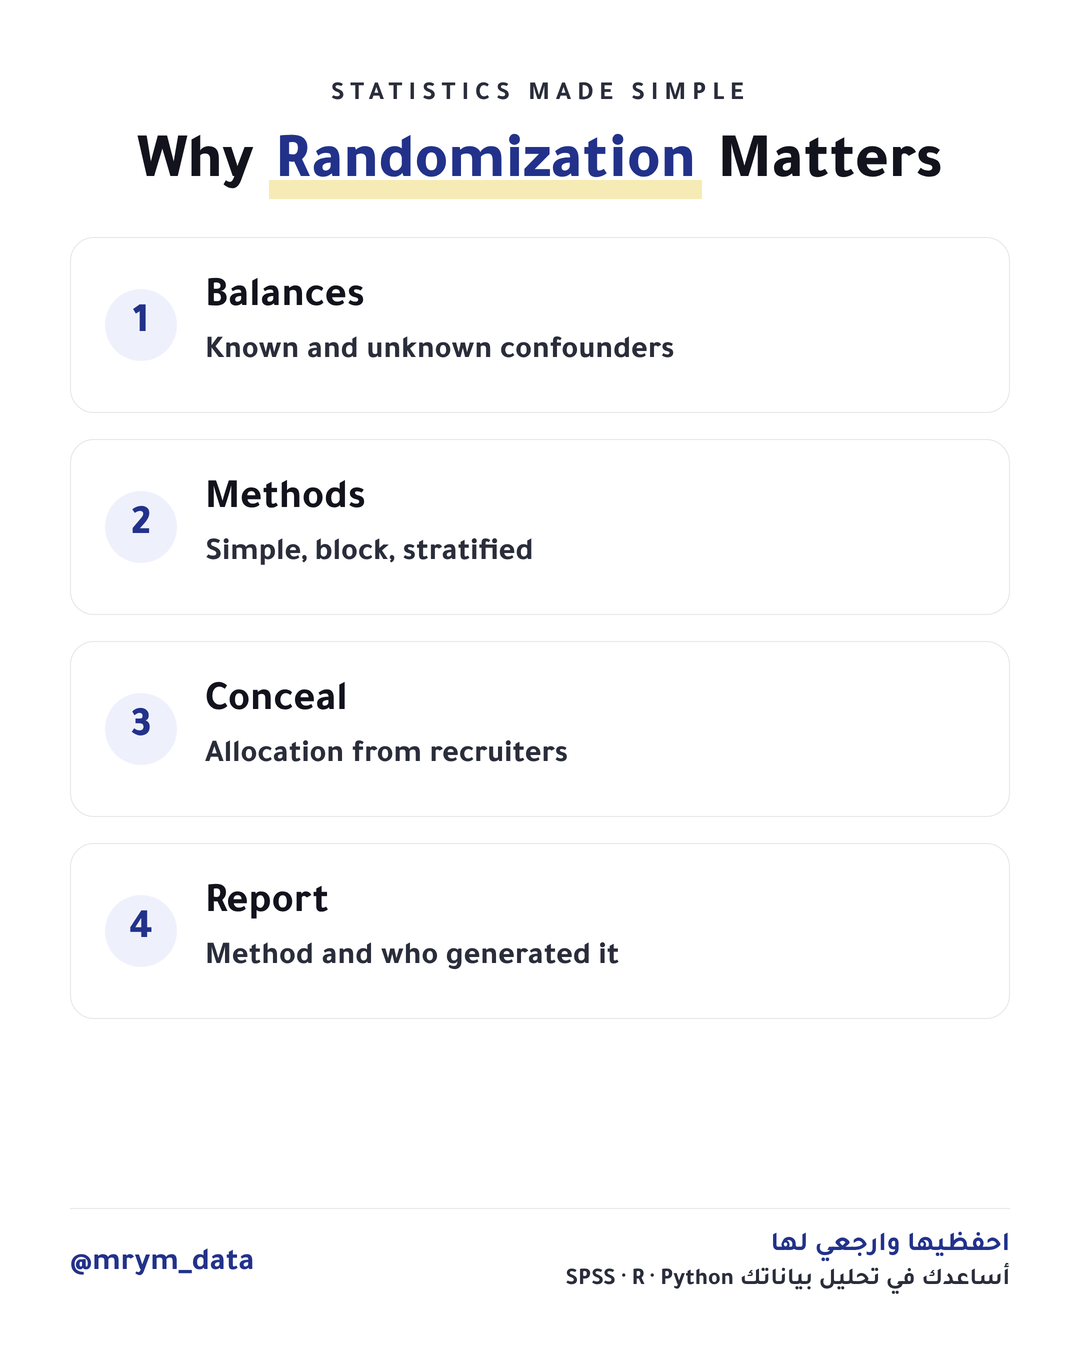 STATISTICS MADE SIMPLE
Why Randomization Matters
1
Balances
Known and unknown confounders
2
Methods
Simple, block, stratified
3
Conceal
Allocation from recruiters
4
Report
Method and who generated it
@mrym_data
احفظيها وارجعي لها
أساعدك في تحليل بياناتك SPSS · R · Python